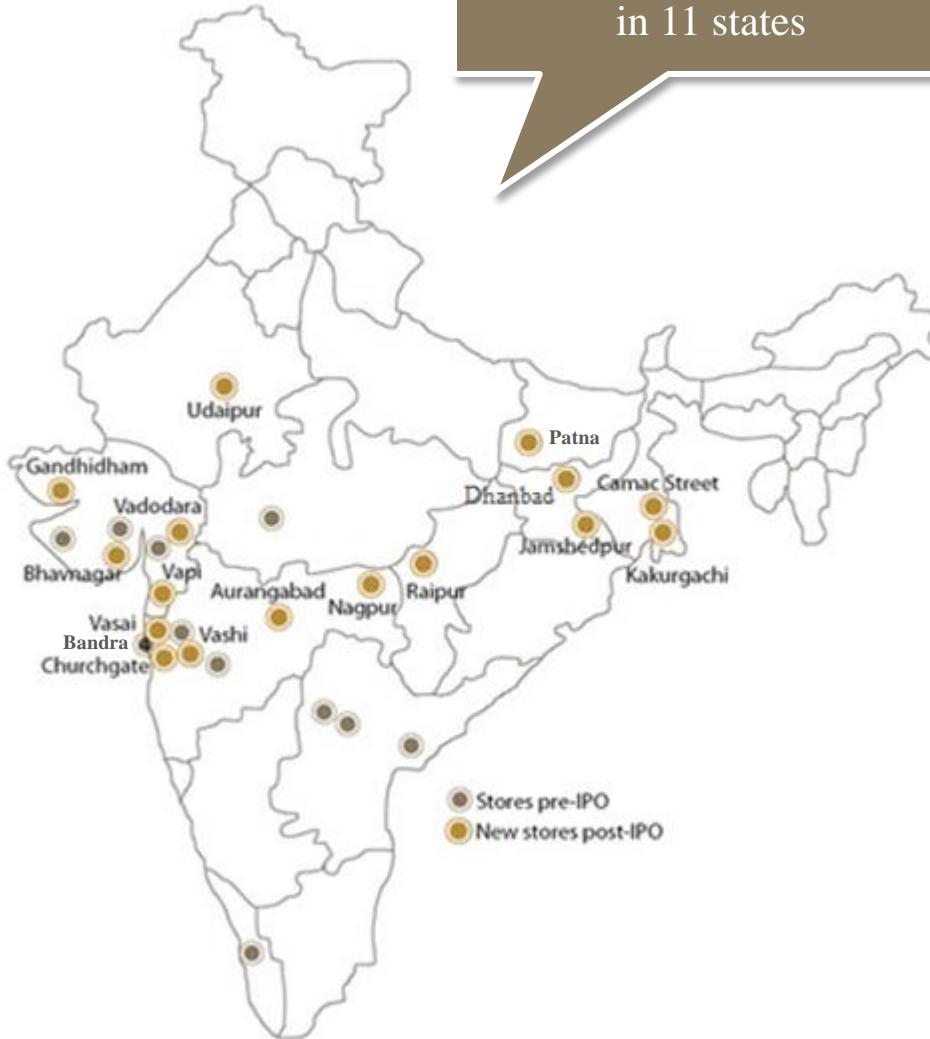 in 11 states
Udaipur
Patna
Gandhidham
Dhanbad
Camac Street
Vadodara
Jamshedpur
Bhavnagar
Vapi
Aurangabad
Nagpur
Raipur
Kakurgachi
Vasai
Vashi
Bandra
Churchgate
Stores pre-IPO
New stores post-IPO